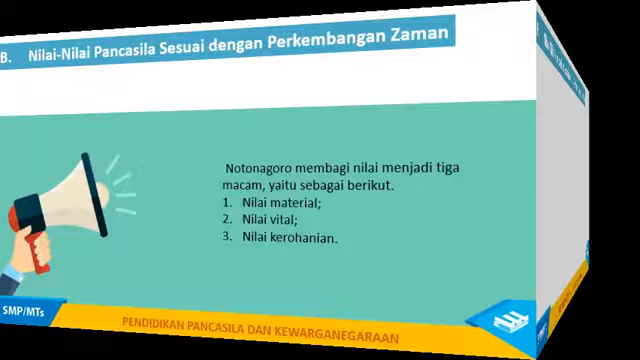 B. Nilai-Nilai Pancasila Sesuai dengan Perkembangan Zaman
Notonagoro membagi nilai menjadi tiga
macam, yaitu sebagai berikut.
1. Nilai material;
2. Nilai vital;
3. Nilai kerohanian.
SMP/MTs
PENDIDIKAN PANCASILA DAN KEWARGANEGARAAN